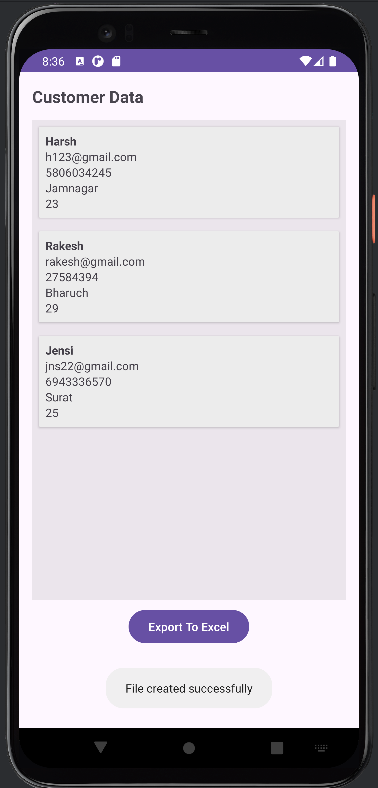 8:36
Customer Data
Harsh
h123@gmail.com
5806034245
Jamnagar
23
Rakesh
rakesh@gmail.com
27584394
Bharuch
29
Jensi
jns22@gmail.com
6943336570
Surat
25
Export To Excel
File created successfully